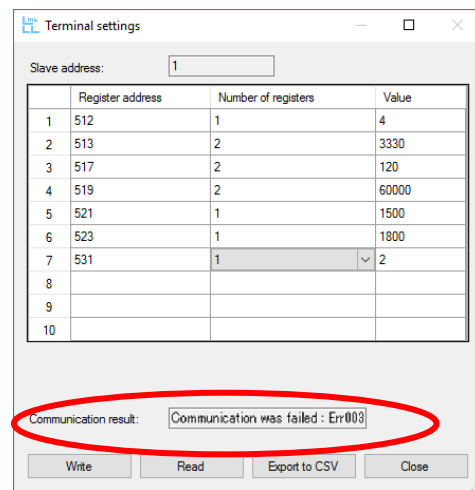 Link
Terminal settings
Slave address: 1
Register address Number of registers Value
1 512 1 4
2 513 2 3330
3 517 2 120
4 519 2 60000
5 521 1 1500
6 523 1 1800
7 531 1 2
8
9
10
Communication result: Communication was failed : Err003
Write Read Export to CSV Close